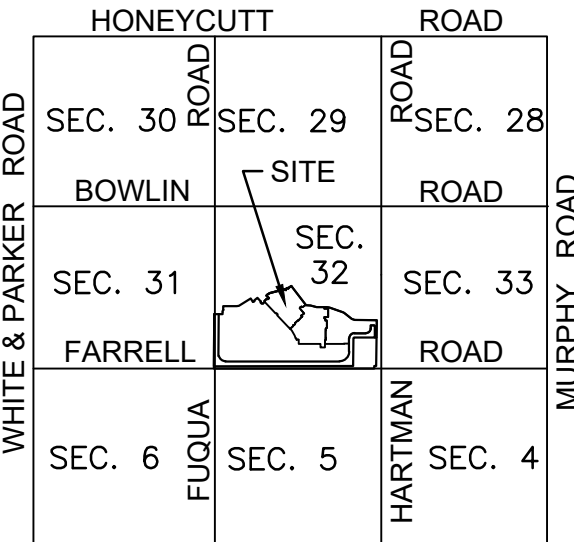 HONEYCUTT ROAD
WHITE & PARKER ROAD
FUQUA ROAD
HARTMAN ROAD
MURPHY ROAD
SEC. 30
SEC. 29
SEC. 28
SITE
BOWLIN ROAD
SEC. 31
SEC.
32
SEC. 33
FARRELL ROAD
SEC. 6
SEC. 5
SEC. 4